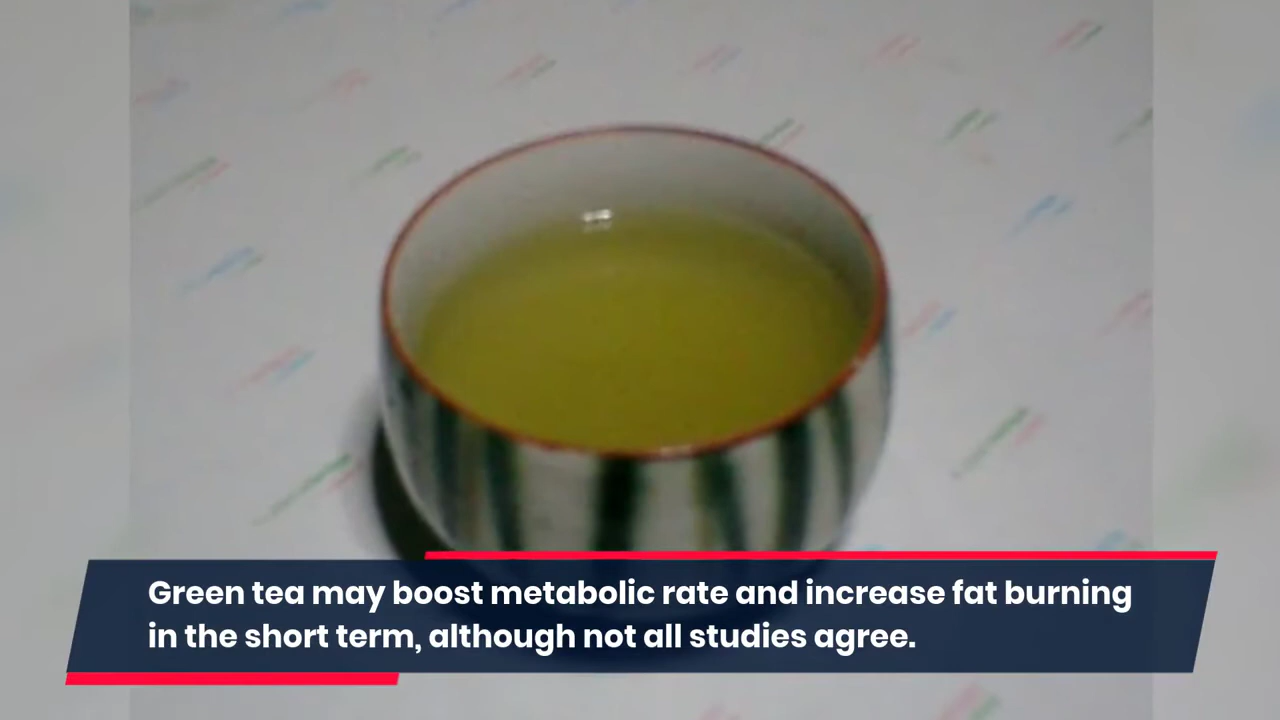 Green tea may boost metabolic rate and increase fat burning
in the short term, although not all studies agree.